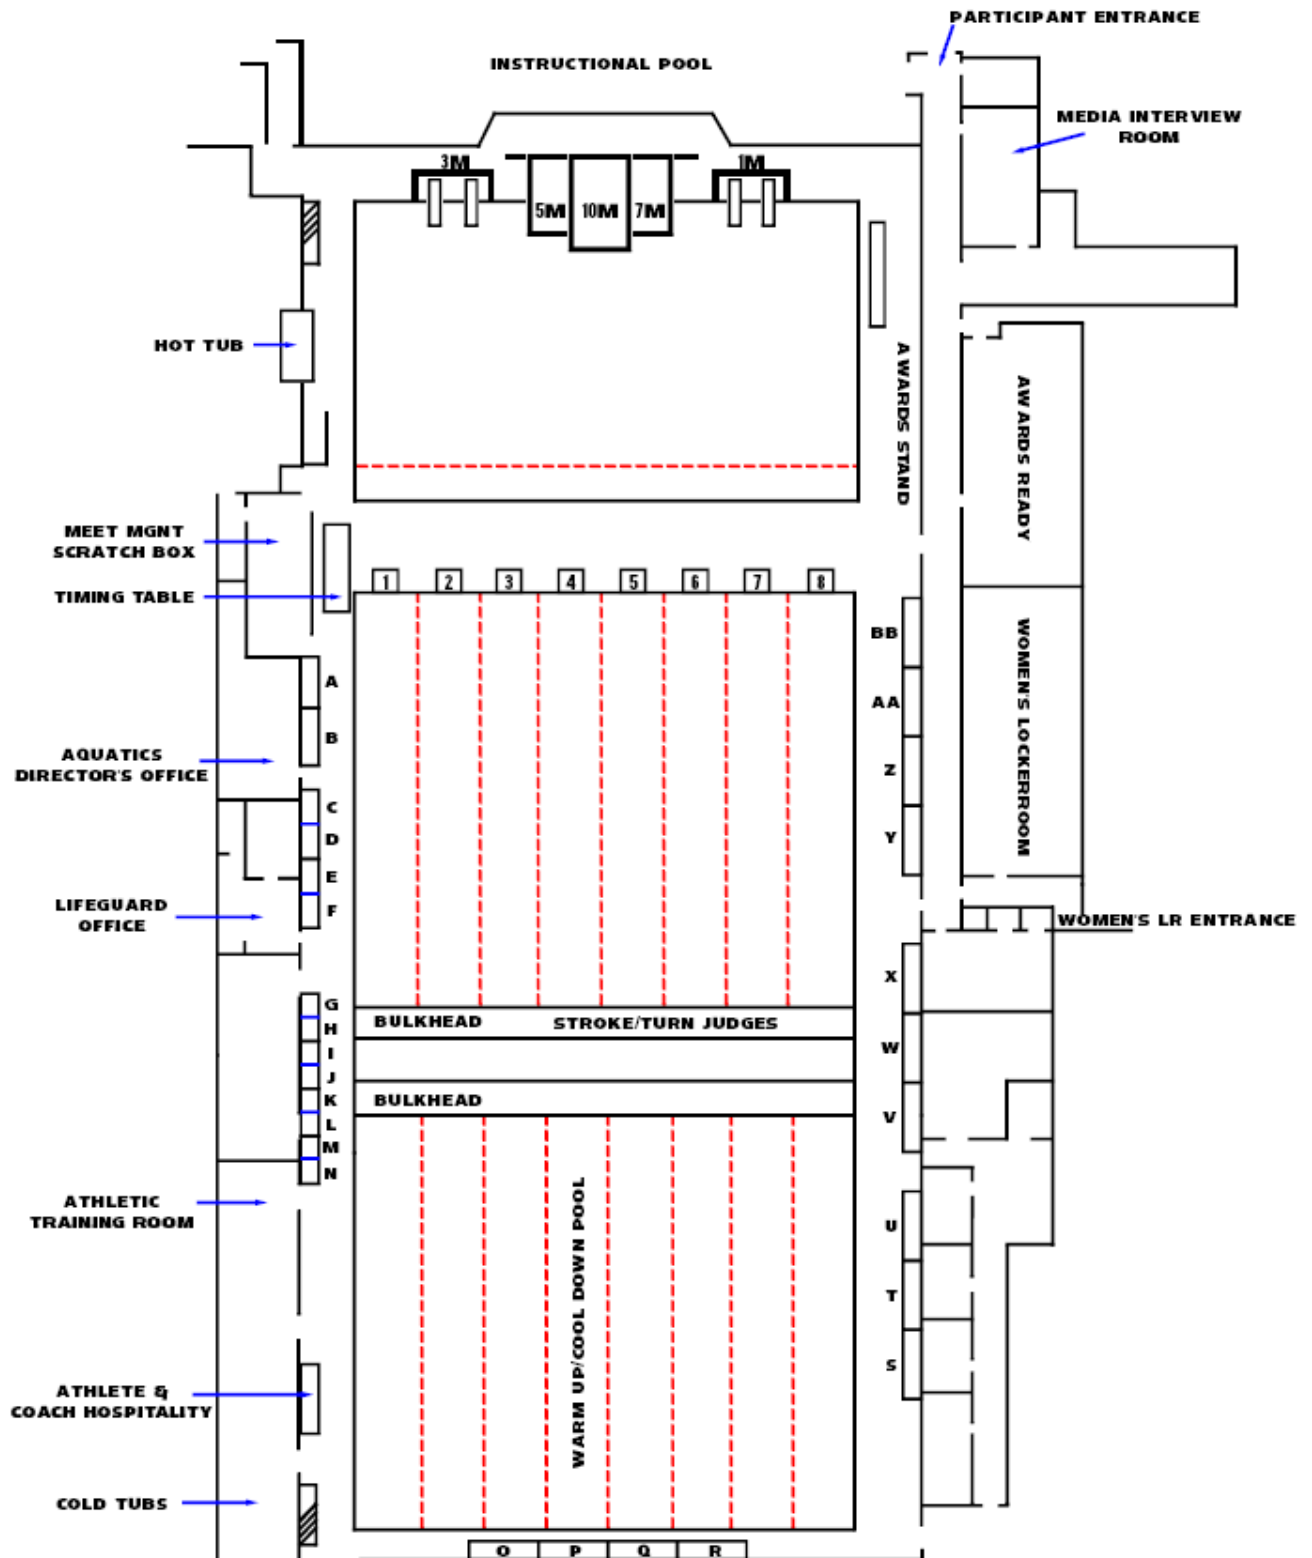 PARTICIPANT ENTRANCE
INSTRUCTIONAL POOL
MEDIA INTERVIEW
ROOM
3M
1M
5M
10M
7M
HOT TUB
AWARDS STAND
AWARDS READY
MEET MGNT
SCRATCH BOX
TIMING TABLE
1
2
3
4
5
6
7
8
BB
AA
Z
Y
WOMEN'S LOCKERROOM
A
B
AQUATICS
DIRECTOR'S OFFICE
C
D
E
F
LIFEGUARD
OFFICE
WOMEN'S LR ENTRANCE
X
W
V
G
H
I
J
K
L
M
N
BULKHEAD
STROKE/TURN JUDGES
BULKHEAD
ATHLETIC
TRAINING ROOM
WARM UP/COOL DOWN POOL
U
T
S
ATHLETE &
COACH HOSPITALITY
COLD TUBS
O
P
Q
R